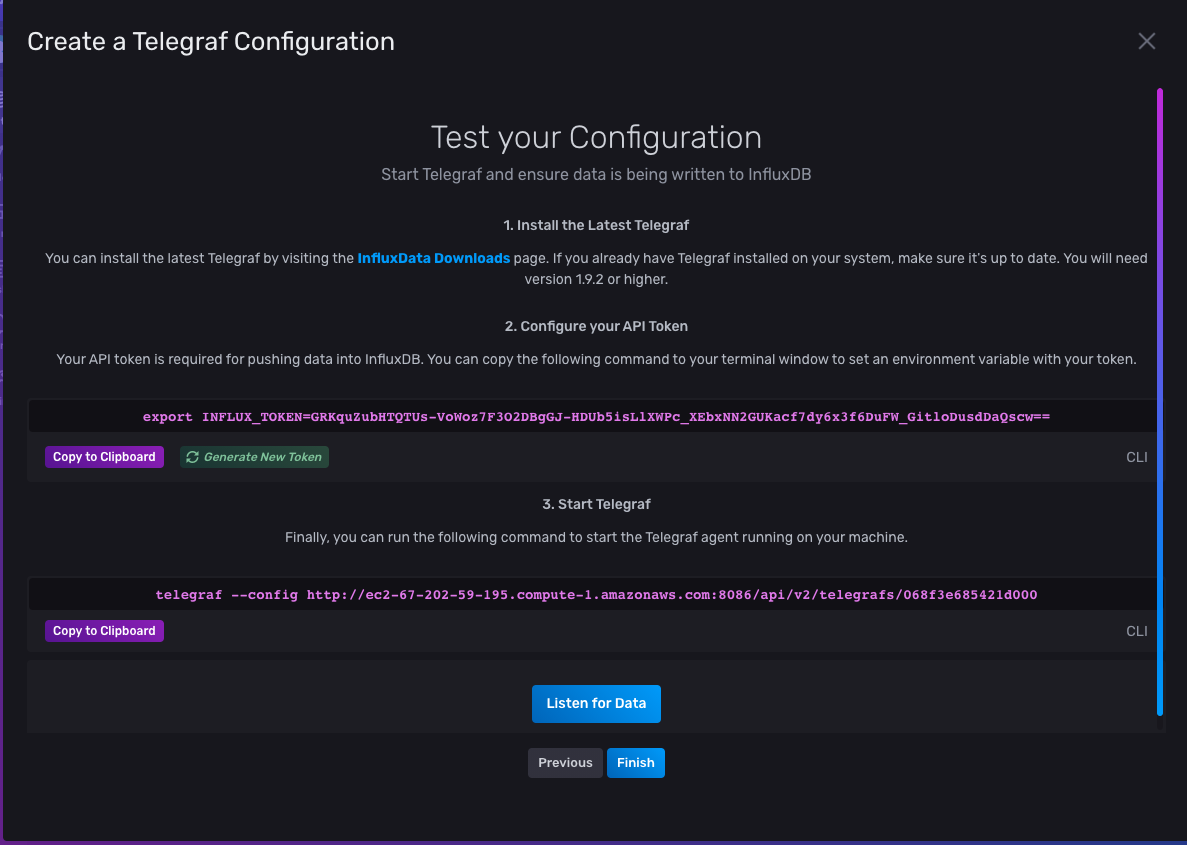 Create a Telegraf Configuration
Test your Configuration
Start Telegraf and ensure data is being written to InfluxDB
1. Install the Latest Telegraf
You can install the latest Telegraf by visiting the InfluxData Downloads page. If you already have Telegraf installed on your system, make sure it's up to date. You will need
version 1.9.2 or higher.
2. Configure your API Token
Your API token is required for pushing data into InfluxDB. You can copy the following command to your terminal window to set an environment variable with your token.
export INFLUX_TOKEN=GRKquZubHTQTUs-VoWoz7F3O2DBgGJ-HDUb5isLlXWPc_XEbxNN2GUKacf7dy6x3f6DuFW_GitloDusdDaQscw==
Copy to Clipboard
Generate New Token
CLI
3. Start Telegraf
Finally, you can run the following command to start the Telegraf agent running on your machine.
telegraf --config http://ec2-67-202-59-195.compute-1.amazonaws.com:8086/api/v2/telegrafs/068f3e685421d000
Copy to Clipboard
CLI
Listen for Data
Previous
Finish